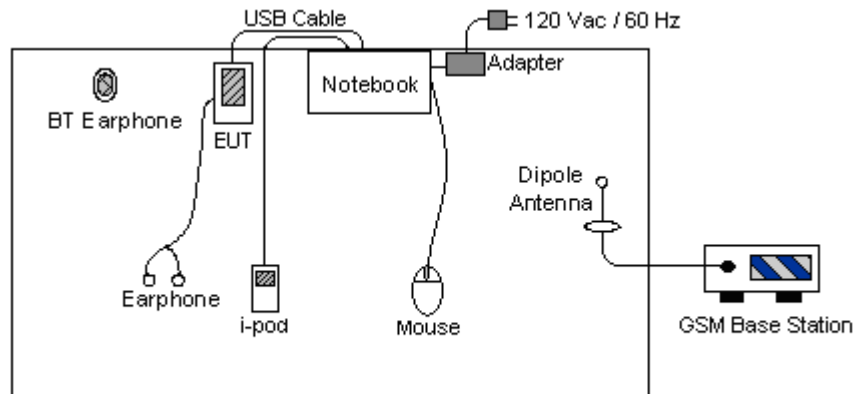 USB Cable
120 Vac / 60 Hz
Adapter
Notebook
BT Earphone
EUT
Dipole
Antenna
Earphone
i-pod
Mouse
GSM Base Station